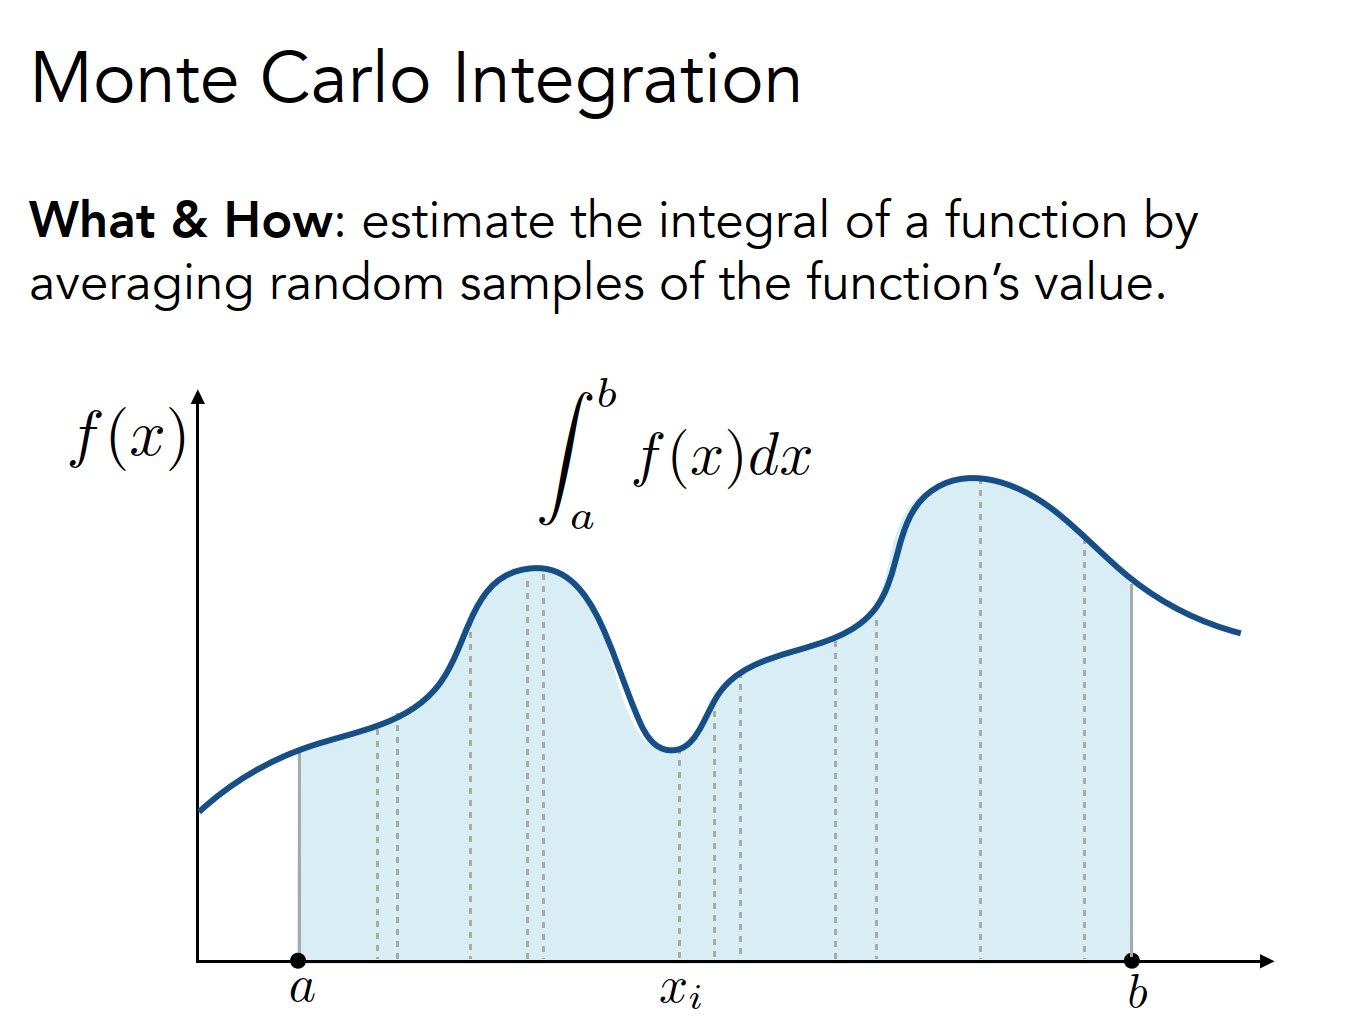 Monte Carlo Integration
What & How: estimate the integral of a function by
averaging random samples of the function’s value.
f(x)
∫_a^b f(x)dx
a
x_i
b